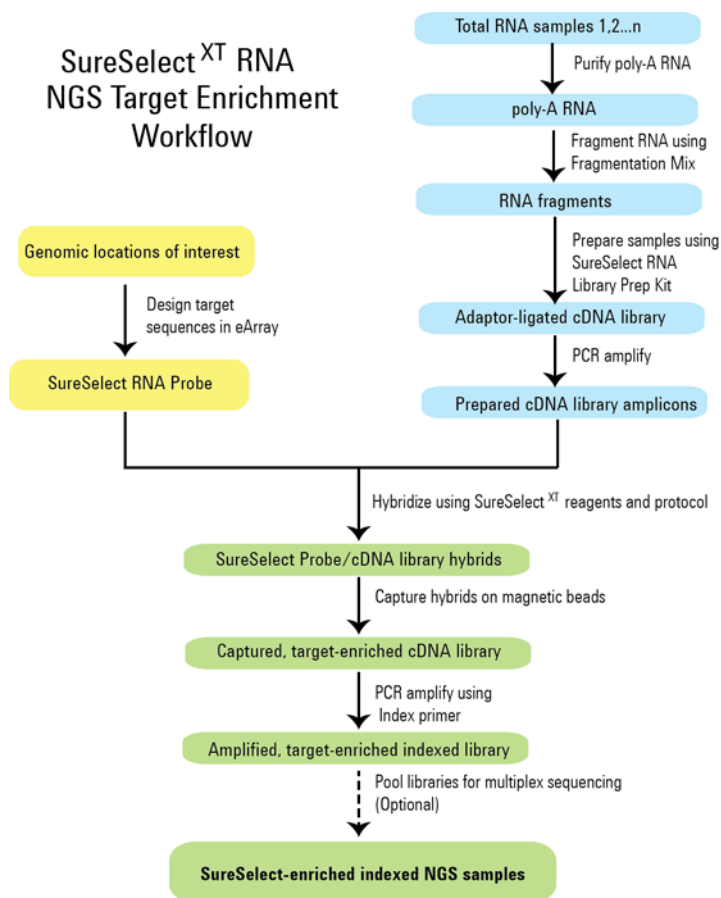 SureSelect XT RNA
NGS Target Enrichment
Workflow
Total RNA samples 1,2...n
Purify poly-A RNA
poly-A RNA
Fragment RNA using
Fragmentation Mix
RNA fragments
Prepare samples using
SureSelect RNA
Library Prep Kit
Adaptor-ligated cDNA library
PCR amplify
Prepared cDNA library amplicons
Genomic locations of interest
Design target
sequences in eArray
SureSelect RNA Probe
Hybridize using SureSelect XT reagents and protocol
SureSelect Probe/cDNA library hybrids
Capture hybrids on magnetic beads
Captured, target-enriched cDNA library
PCR amplify using
Index primer
Amplified, target-enriched indexed library
Pool libraries for multiplex sequencing
(Optional)
SureSelect-enriched indexed NGS samples